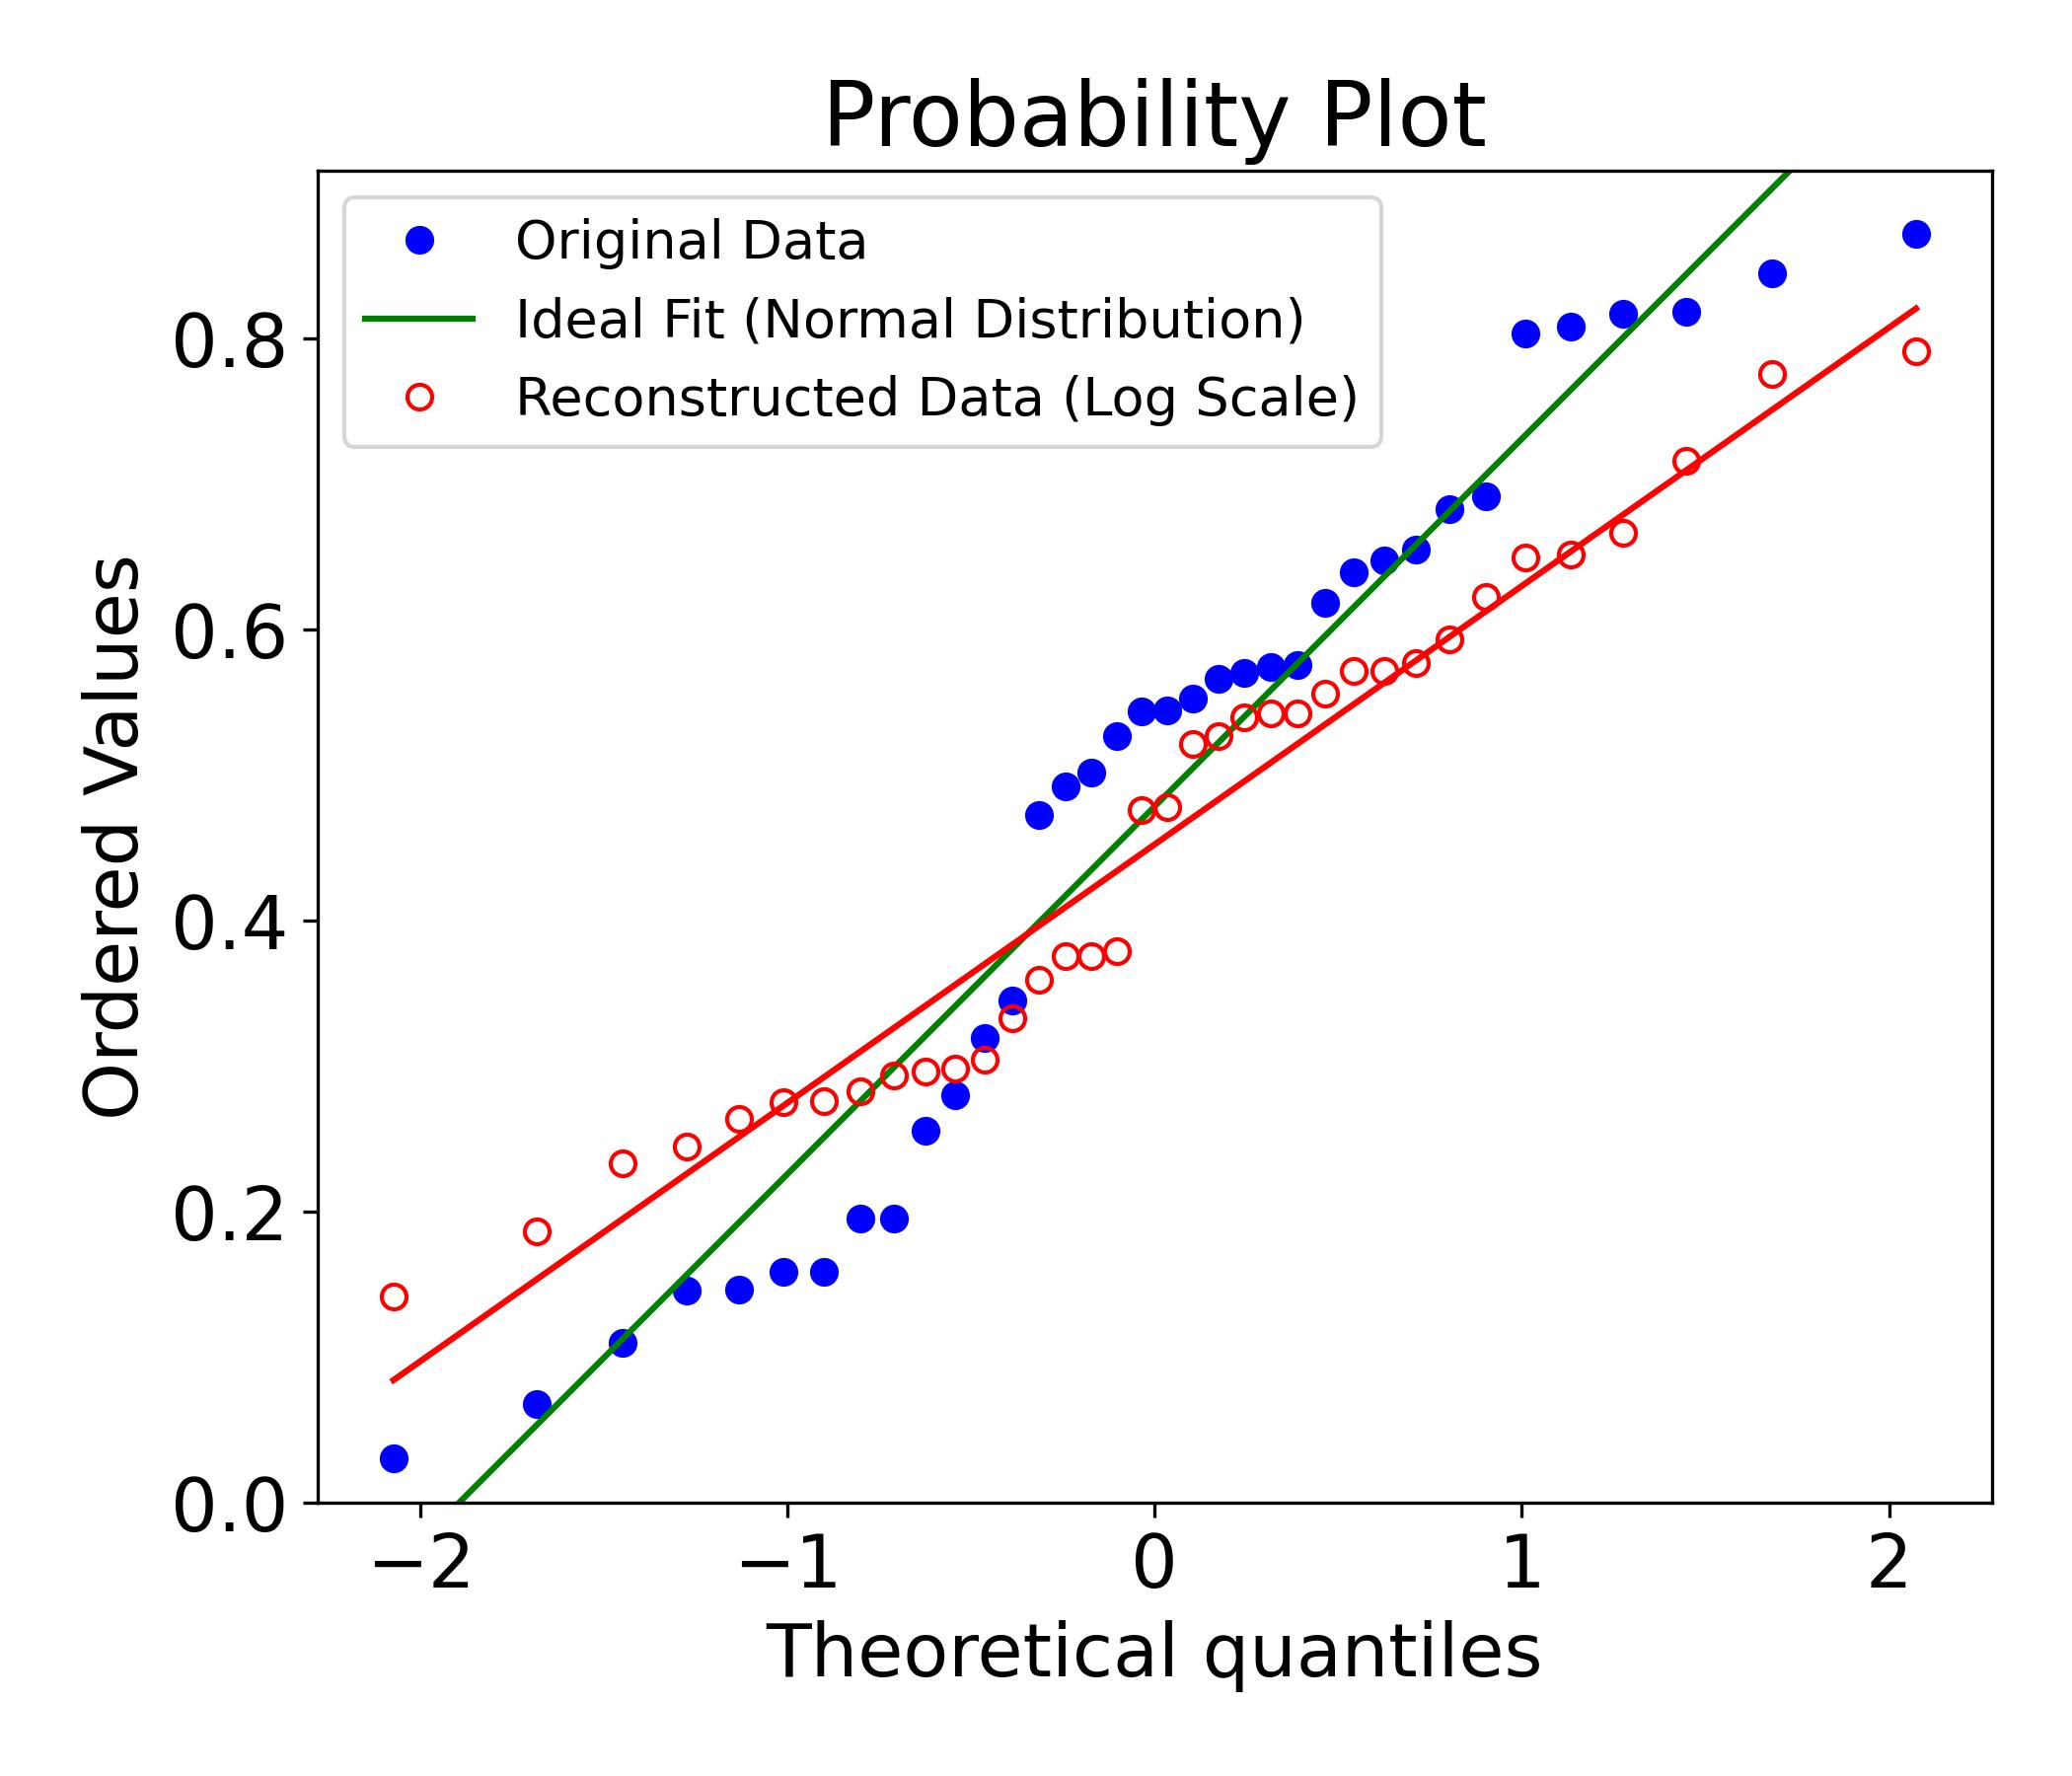 Probability Plot
Original Data
Ideal Fit (Normal Distribution)
Reconstructed Data (Log Scale)
Ordered Values
0.8
0.6
0.4
0.2
0.0
−2 −1 0 1 2
Theoretical quantiles